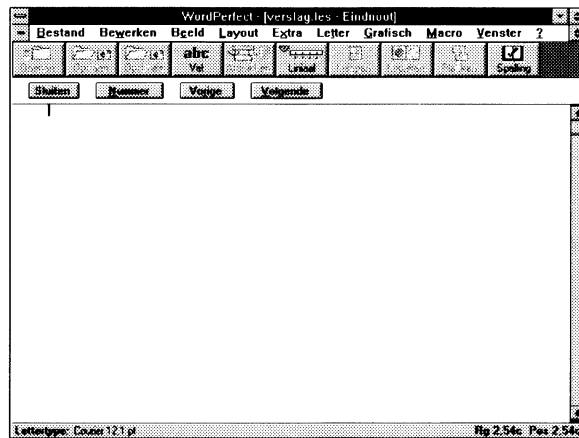 WordPerfect - [verslag.les - Eindnoot]
Bestand Bewerken Beeld Layout Extra Letter Grafisch Macro Venster ?
abc
Vet Liniaal Spelling
Sluiten Nummer Vorige Volgende
Lettertype: Courier 12.1 pt Rg 2.54c Pos 2.54c